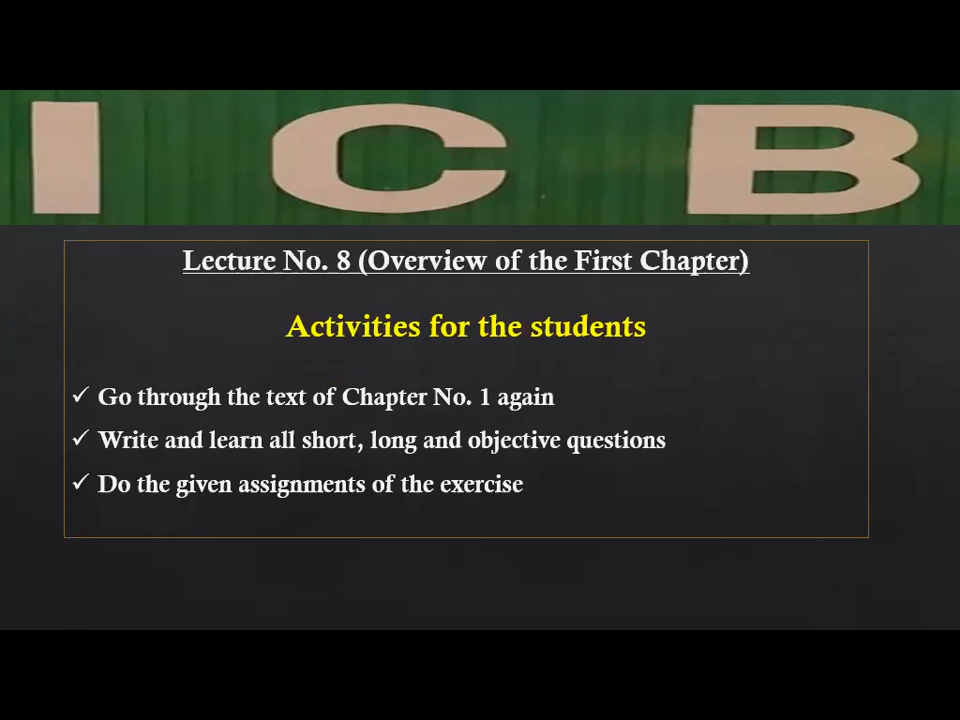 I C B
Lecture No. 8 (Overview of the First Chapter)
Activities for the students
✓ Go through the text of Chapter No. 1 again
✓ Write and learn all short, long and objective questions
✓ Do the given assignments of the exercise